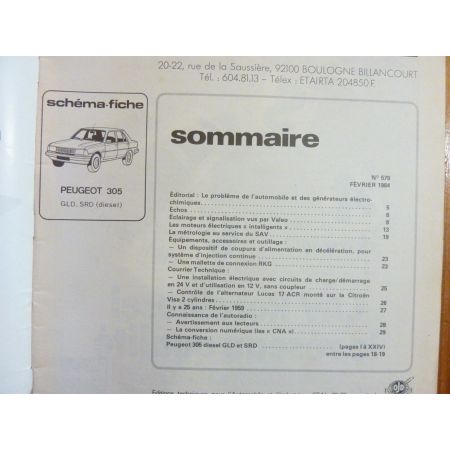 20-22, rue de la Saussière, 92100 BOULOGNE BILLANCOURT
Tél. : 604.81.13 – Télex : ETAIRTA 204850 F.
schéma-fiche
PEUGEOT 305
GLD, SRD (diesel)
sommaire
N° 579
FÉVRIER 1984
Éditorial : Le problème de l'automobile et des générateurs électro-
chimiques. 5
Echos 6
Eclairage et signalisation vus par Valeo 8
Les moteurs électriques « intelligents » 13
La métrologie au service du SAV 19
Équipements, accessoires et outillage :
— Un dispositif de coupure d'alimentation en décélération, pour
système d'injection continue 23
— Une mallette de connexion RKG 23
Courrier Technique :
— Une installation électrique avec circuits de charge/démarrage
en 24 V et d'utilisation en 12 V, sans coupleur 25
— Contrôle de l'alternateur Lucas 17 ACR monté sur la Citroën
Visa 2 cylindres 26
Il y a 25 ans : Février 1959 27
Connaissance de l'autoradio :
— Avertissement aux lecteurs 28
— La conversion numérique (les « CNA ») 29
Schéma-fiche :
Peugeot 305 diesel GLD et SRD (pages I à XXIV)
entre les pages 18-19
techniques pour l'Automobile et